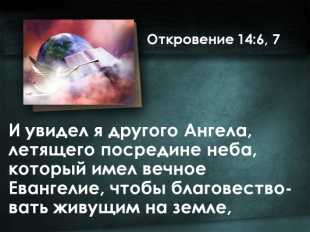 Откровение 14:6, 7
И увидел я другого Ангела,
летящего посредине неба,
который имел вечное
Евангелие, чтобы благовество-
вать живущим на земле,